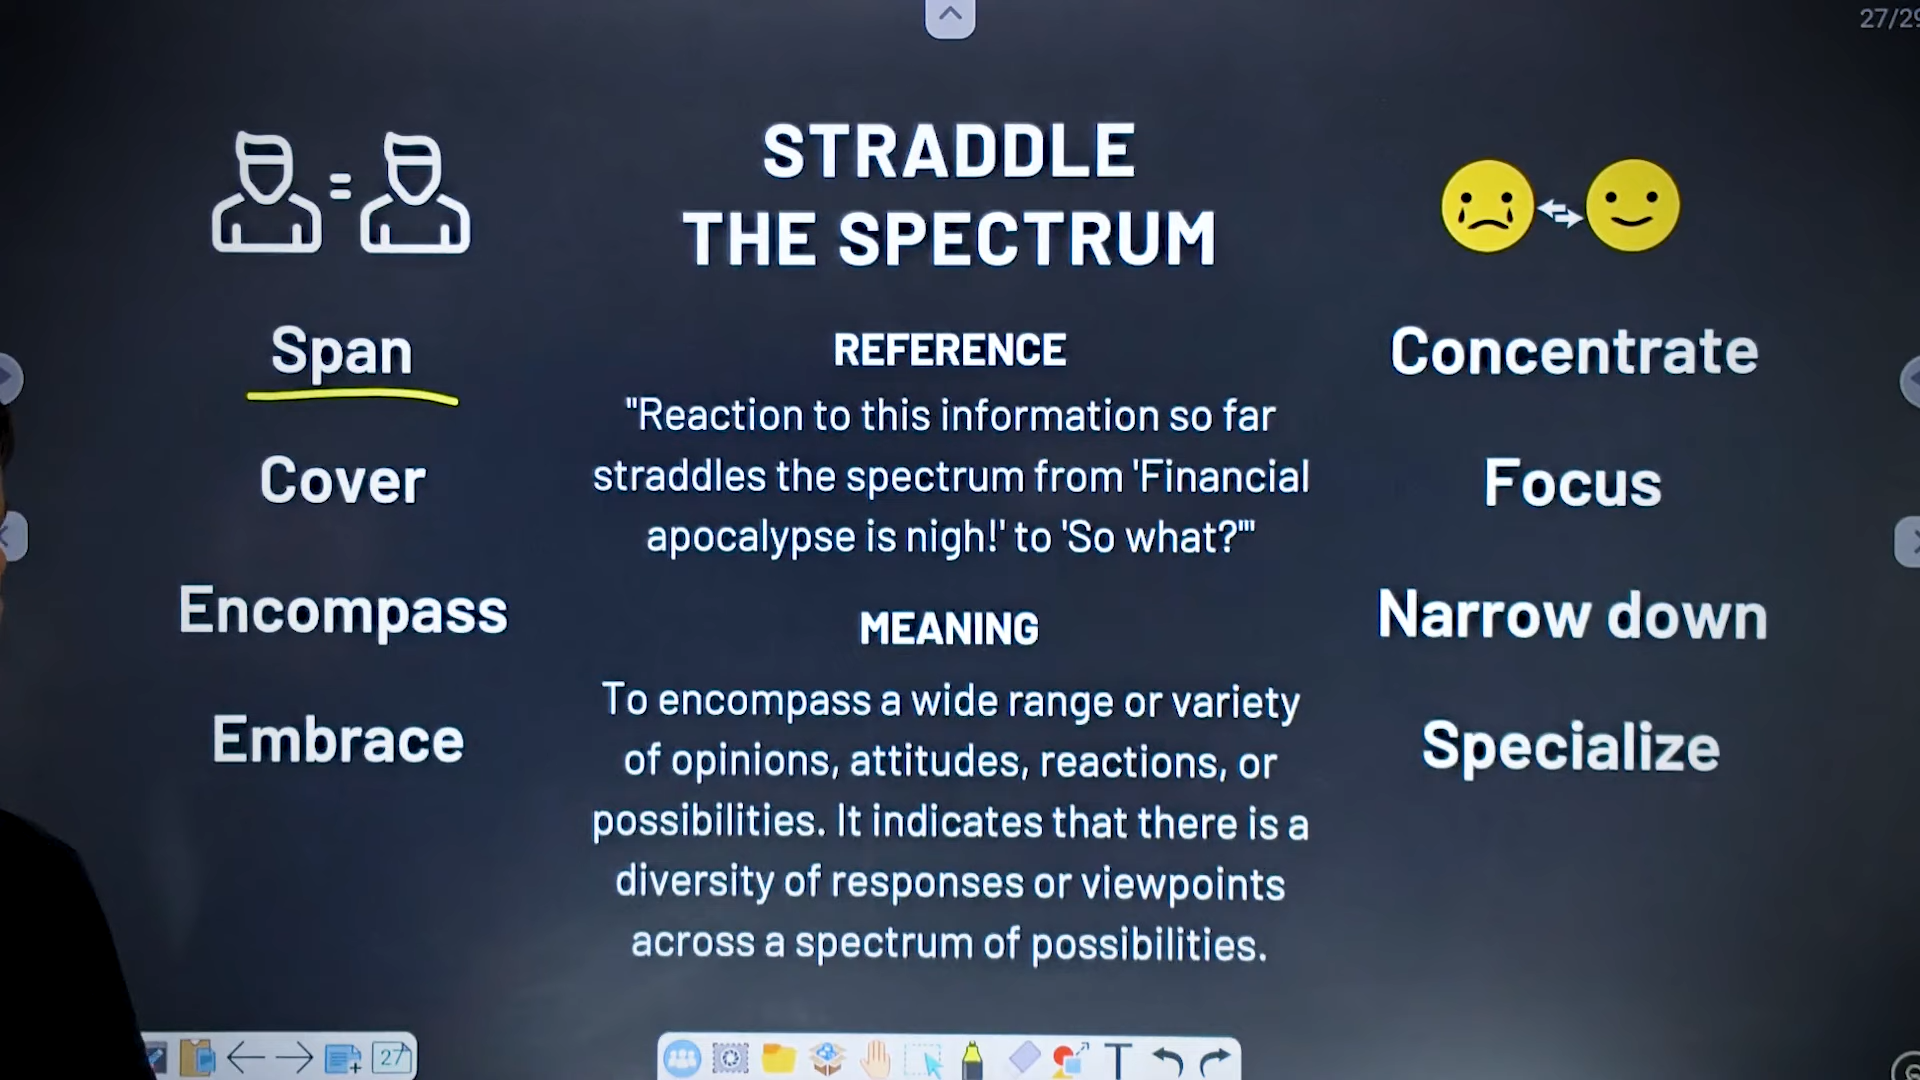 27/29
STRADDLE
THE SPECTRUM
Span
Cover
Encompass
Embrace
REFERENCE
"Reaction to this information so far
straddles the spectrum from 'Financial
apocalypse is nigh!' to 'So what?'"
MEANING
To encompass a wide range or variety
of opinions, attitudes, reactions, or
possibilities. It indicates that there is a
diversity of responses or viewpoints
across a spectrum of possibilities.
Concentrate
Focus
Narrow down
Specialize
27
T